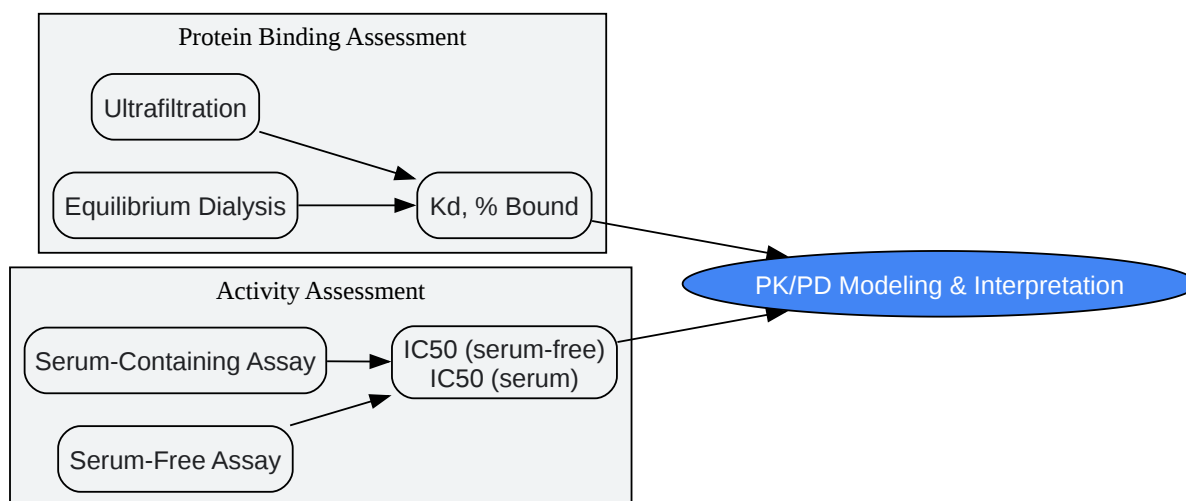 Protein Binding Assessment
Ultrafiltration
Equilibrium Dialysis
Kd, % Bound
PK/PD Modeling & Interpretation
Activity Assessment
Serum-Containing Assay
IC50 (serum-free)
IC50 (serum)
Serum-Free Assay